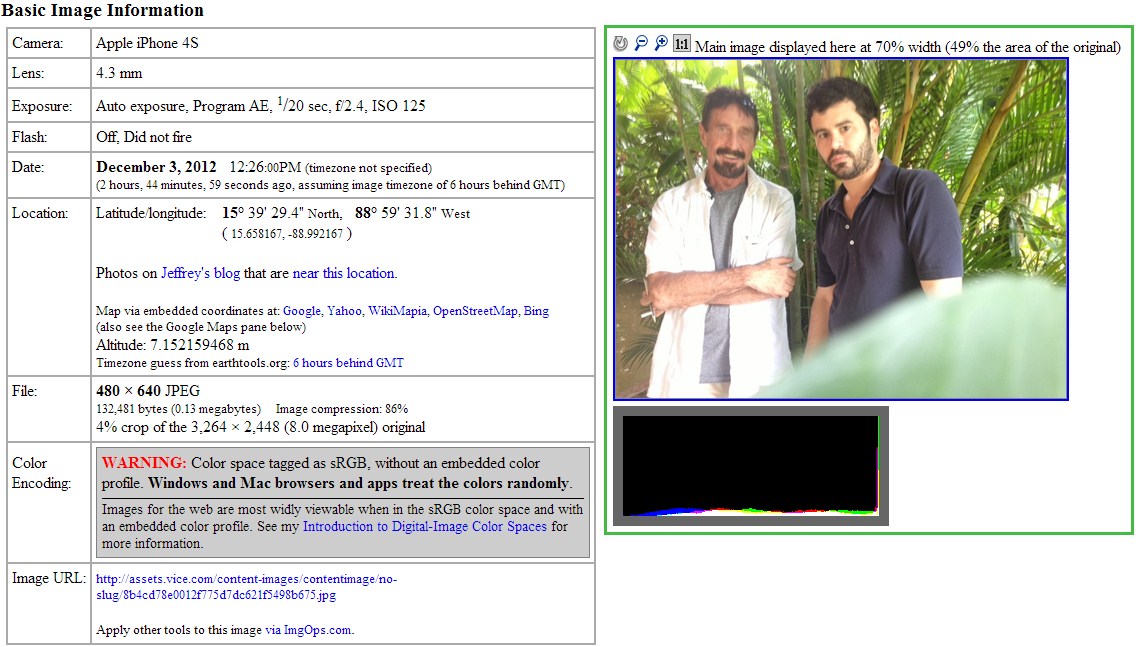 Basic Image Information
Camera: Apple iPhone 4S
Lens: 4.3 mm
Exposure: Auto exposure, Program AE, 1/20 sec, f/2.4, ISO 125
Flash: Off, Did not fire
Date: December 3, 2012 12:26:00PM (timezone not specified)
(2 hours, 44 minutes, 59 seconds ago, assuming image timezone of 6 hours behind GMT)
Location: Latitude/longitude: 15° 39' 29.4" North, 88° 59' 31.8" West
( 15.658167, -88.992167 )
Photos on Jeffrey's blog that are near this location.
Map via embedded coordinates at: Google, Yahoo, WikiMapia, OpenStreetMap, Bing
(also see the Google Maps pane below)
Altitude: 7.152159468 m
Timezone guess from earthtools.org: 6 hours behind GMT
File: 480 × 640 JPEG
132,481 bytes (0.13 megabytes) Image compression: 86%
4% crop of the 3,264 × 2,448 (8.0 megapixel) original
Color Encoding:
WARNING: Color space tagged as sRGB, without an embedded color
profile. Windows and Mac browsers and apps treat the colors randomly.
Images for the web are most widly viewable when in the sRGB color space and with
an embedded color profile. See my Introduction to Digital-Image Color Spaces for
more information.
Image URL: http://assets.vice.com/content-images/contentimage/no-
slug/8b4cd78e0012f775d7dc621f5498b675.jpg
Apply other tools to this image via ImgOps.com.
1:1 Main image displayed here at 70% width (49% the area of the original)